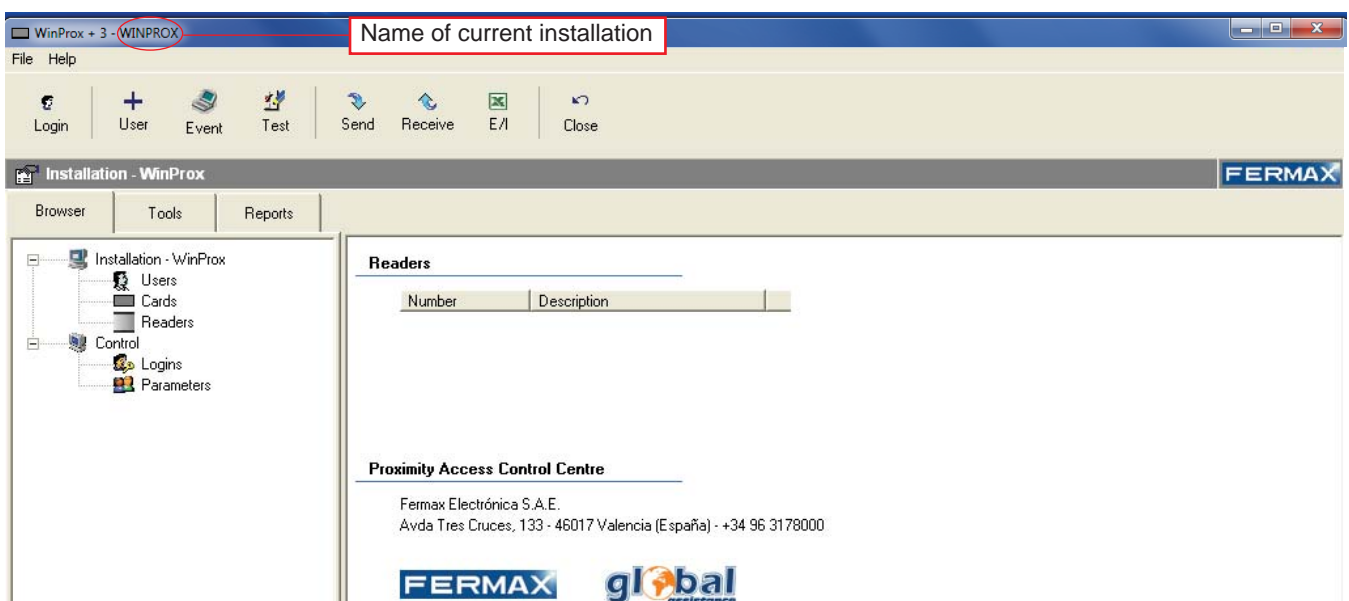 WinProx + 3 - WINPROX
Name of current installation
File Help
Login User Event Test Send Receive E/I Close
Installation - WinProx FERMAX
Browser Tools Reports
Installation - WinProx
Users
Cards
Readers
Control
Logins
Parameters
Readers
Number Description
Proximity Access Control Centre
Fermax Electrónica S.A.E.
Avda Tres Cruces, 133 - 46017 Valencia (España) - +34 96 3178000
FERMAX global
assistance